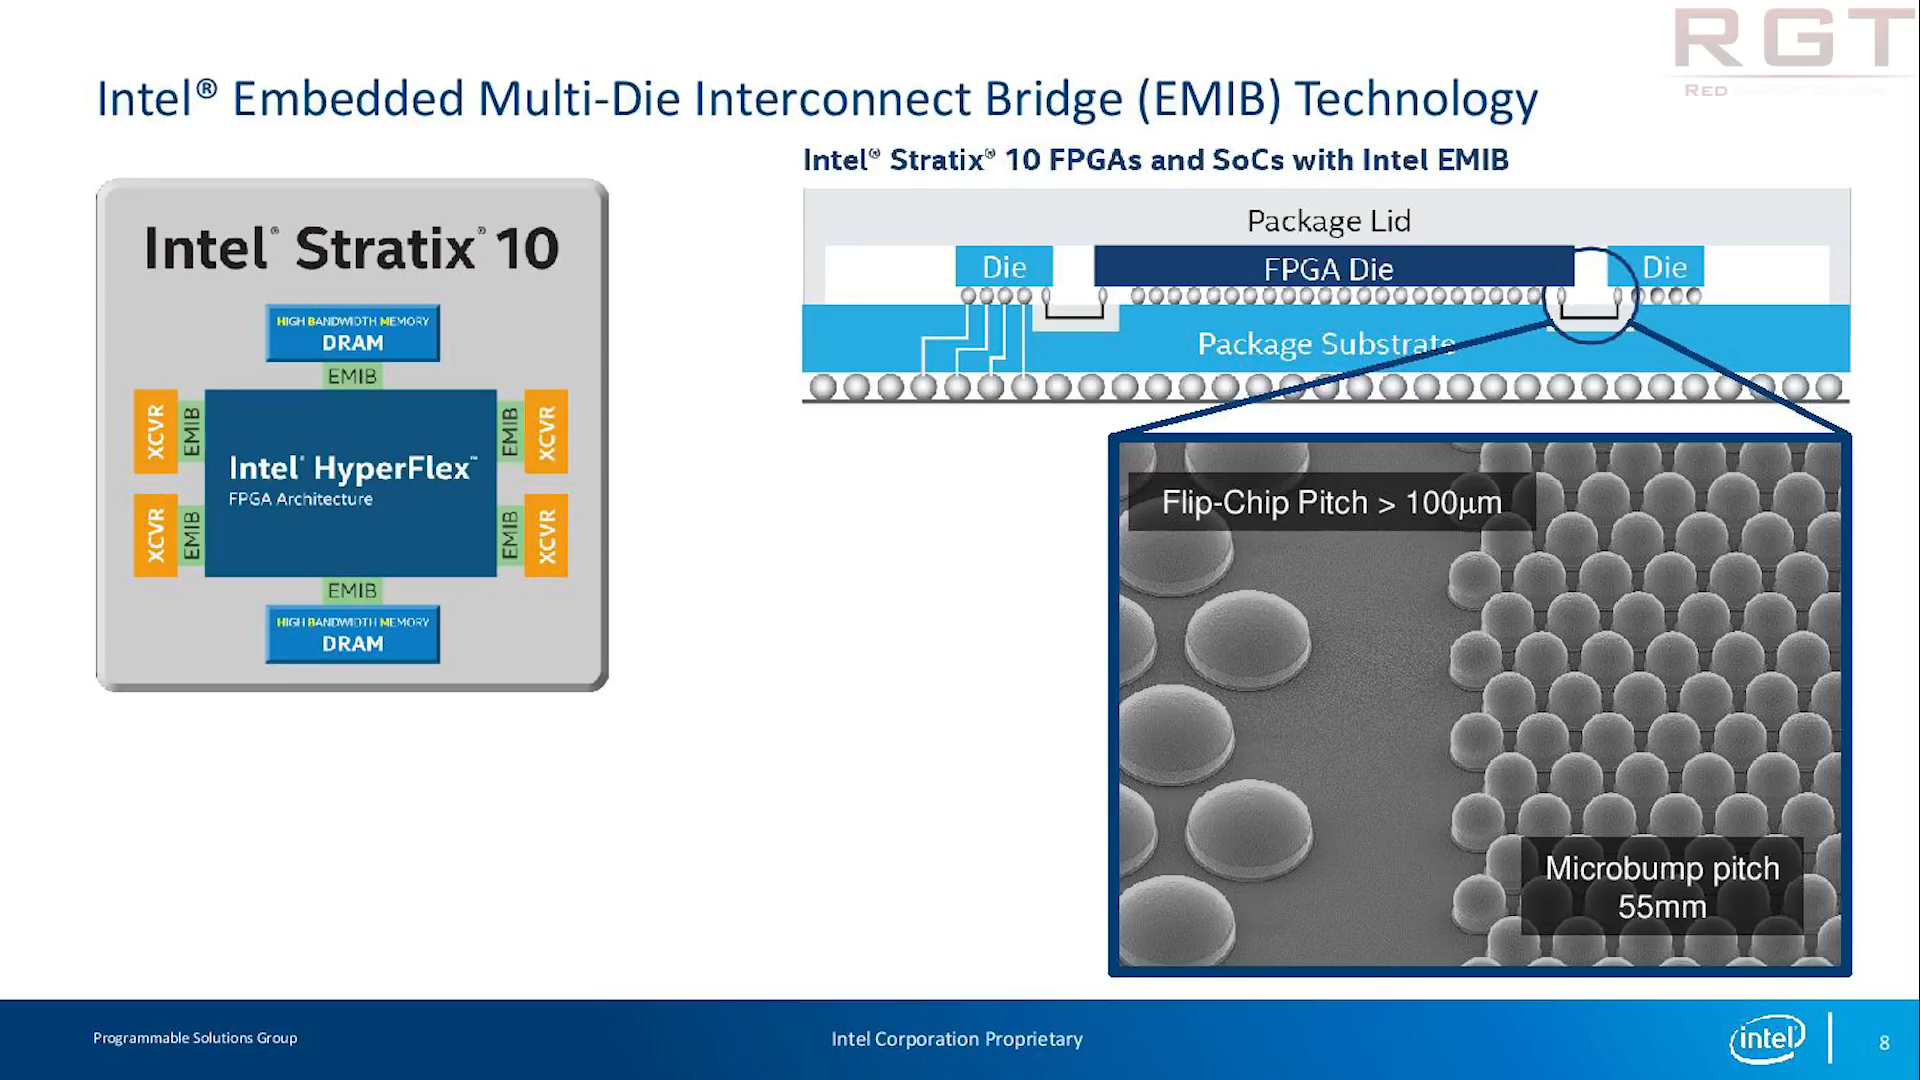 RGT
RED
Intel® Embedded Multi-Die Interconnect Bridge (EMIB) Technology
Intel® Stratix® 10 FPGAs and SoCs with Intel EMIB
Intel® Stratix® 10
HIGH BANDWIDTH MEMORY
DRAM
EMIB
XCVR
EMIB
EMIB
XCVR
Intel® HyperFlex™
FPGA Architecture
XCVR
EMIB
EMIB
XCVR
EMIB
HIGH BANDWIDTH MEMORY
DRAM
Package Lid
Die
FPGA Die
Die
Package Substrate
Flip-Chip Pitch > 100µm
Microbump pitch
55mm
Programmable Solutions Group
Intel Corporation Proprietary
intel
8